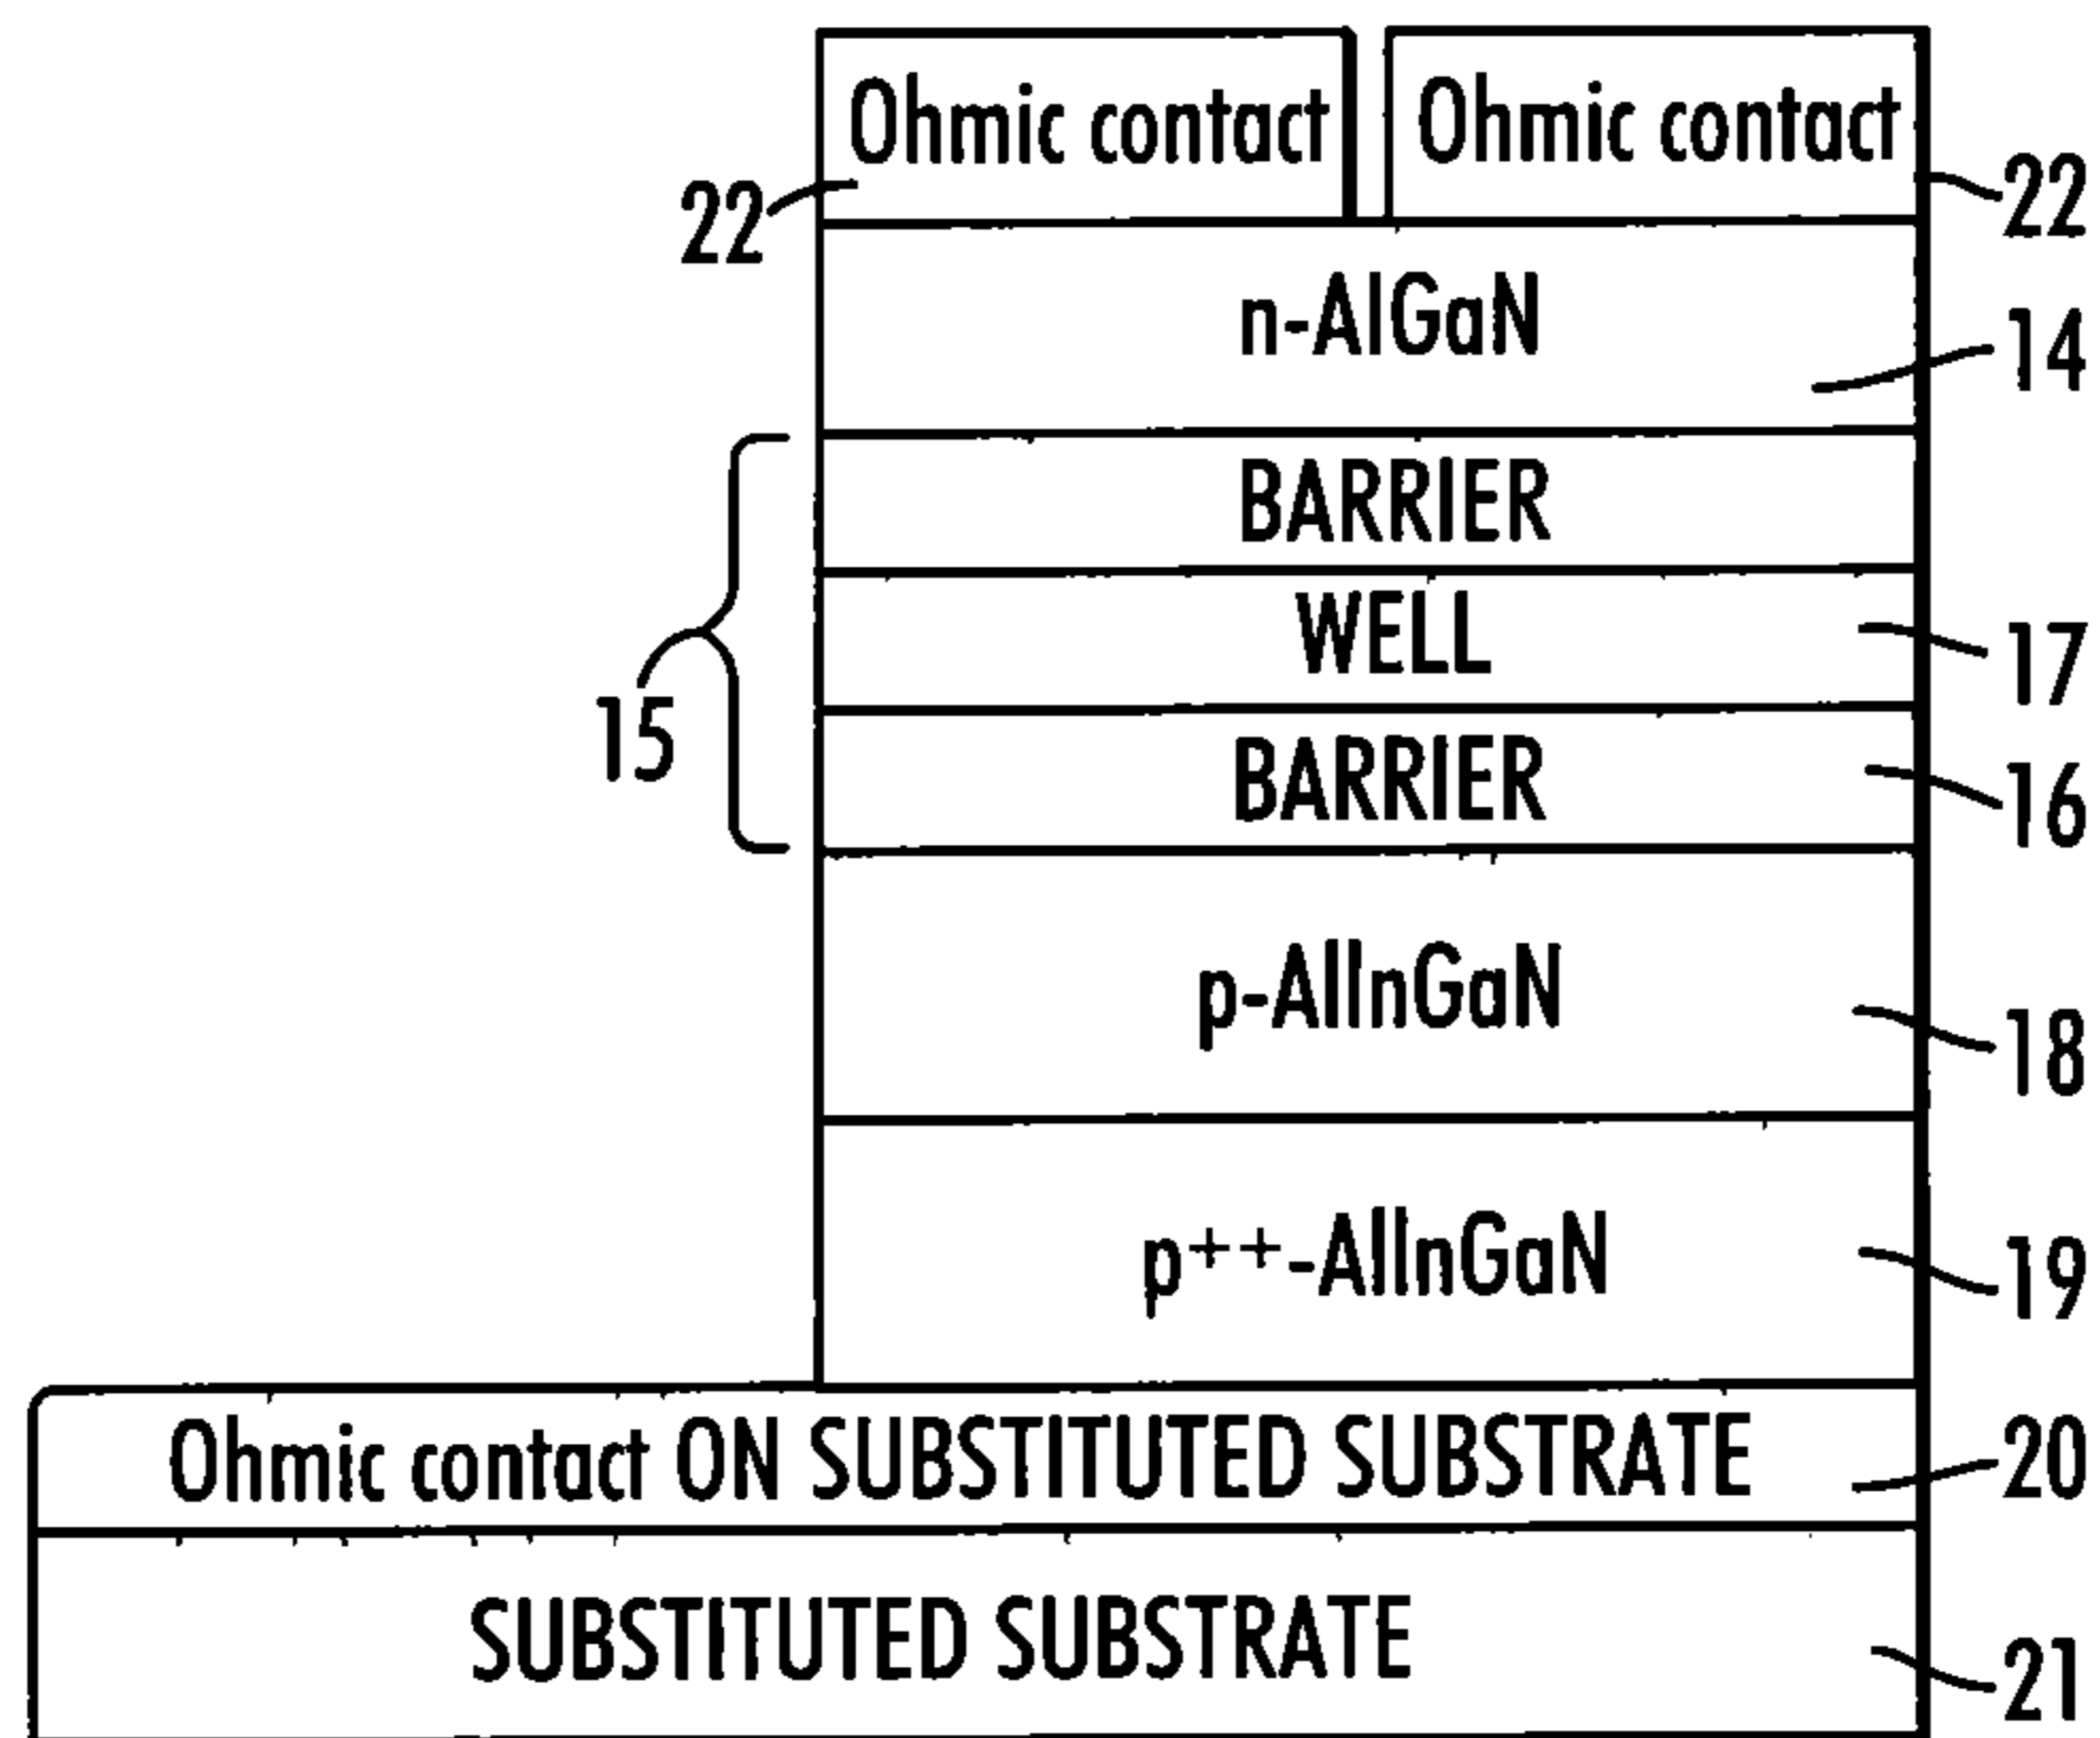 Ohmic contact Ohmic contact
22 22
n-AlGaN
14
BARRIER
WELL
17
15
BARRIER
16
p-AlInGaN
18
p++-AlInGaN
19
Ohmic contact ON SUBSTITUTED SUBSTRATE
20
SUBSTITUTED SUBSTRATE
21